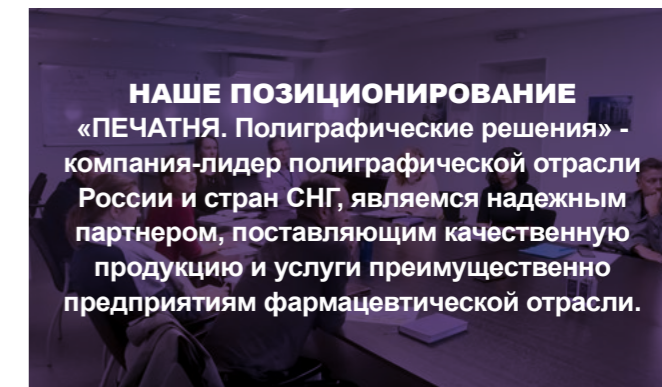 НАШЕ ПОЗИЦИОНИРОВАНИЕ
«ПЕЧАТНЯ. Полиграфические решения» -
компания-лидер полиграфической отрасли
России и стран СНГ, являемся надежным
партнером, поставляющим качественную
продукцию и услуги преимущественно
предприятиям фармацевтической отрасли.